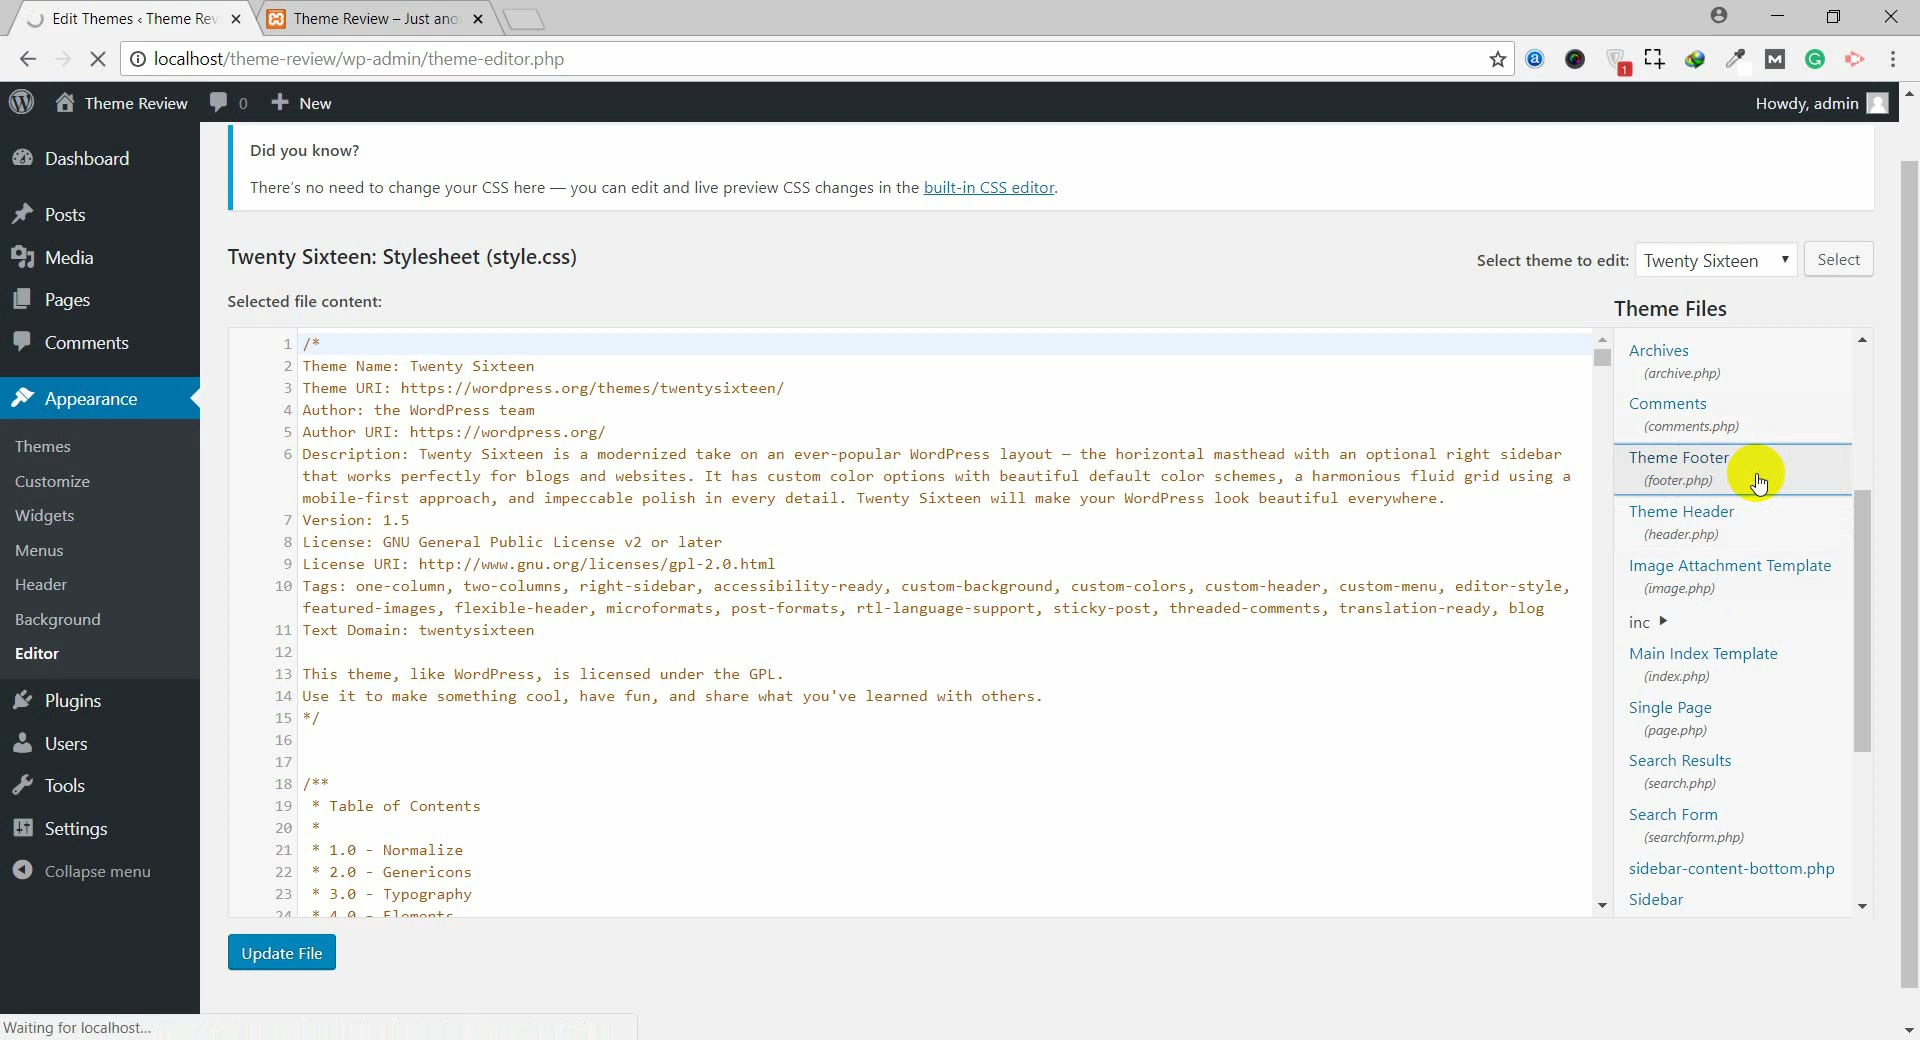 Edit Themes ‹ Theme Rev
Theme Review – Just ano
localhost/theme-review/wp-admin/theme-editor.php
1
Theme Review 0 New
Howdy, admin
Dashboard
Posts
Media
Pages
Comments
Appearance
Themes
Customize
Widgets
Menus
Header
Background
Editor
Plugins
Users
Tools
Settings
Collapse menu
Did you know?
There's no need to change your CSS here — you can edit and live preview CSS changes in the built-in CSS editor.
Twenty Sixteen: Stylesheet (style.css)
Select theme to edit: Twenty Sixteen Select
Selected file content:
1 /*
2 Theme Name: Twenty Sixteen
3 Theme URI: https://wordpress.org/themes/twentysixteen/
4 Author: the WordPress team
5 Author URI: https://wordpress.org/
6 Description: Twenty Sixteen is a modernized take on an ever-popular WordPress layout — the horizontal masthead with an optional right sidebar
that works perfectly for blogs and websites. It has custom color options with beautiful default color schemes, a harmonious fluid grid using a
mobile-first approach, and impeccable polish in every detail. Twenty Sixteen will make your WordPress look beautiful everywhere.
7 Version: 1.5
8 License: GNU General Public License v2 or later
9 License URI: http://www.gnu.org/licenses/gpl-2.0.html
10 Tags: one-column, two-columns, right-sidebar, accessibility-ready, custom-background, custom-colors, custom-header, custom-menu, editor-style,
featured-images, flexible-header, microformats, post-formats, rtl-language-support, sticky-post, threaded-comments, translation-ready, blog
11 Text Domain: twentysixteen
12
13 This theme, like WordPress, is licensed under the GPL.
14 Use it to make something cool, have fun, and share what you've learned with others.
15 */
16
17
18 /**
19 * Table of Contents
20 *
21 * 1.0 - Normalize
22 * 2.0 - Genericons
23 * 3.0 - Typography
24 * 4.0 - Elements
Theme Files
Archives
(archive.php)
Comments
(comments.php)
Theme Footer
(footer.php)
Theme Header
(header.php)
Image Attachment Template
(image.php)
inc
Main Index Template
(index.php)
Single Page
(page.php)
Search Results
(search.php)
Search Form
(searchform.php)
sidebar-content-bottom.php
Sidebar
Update File
Waiting for localhost...